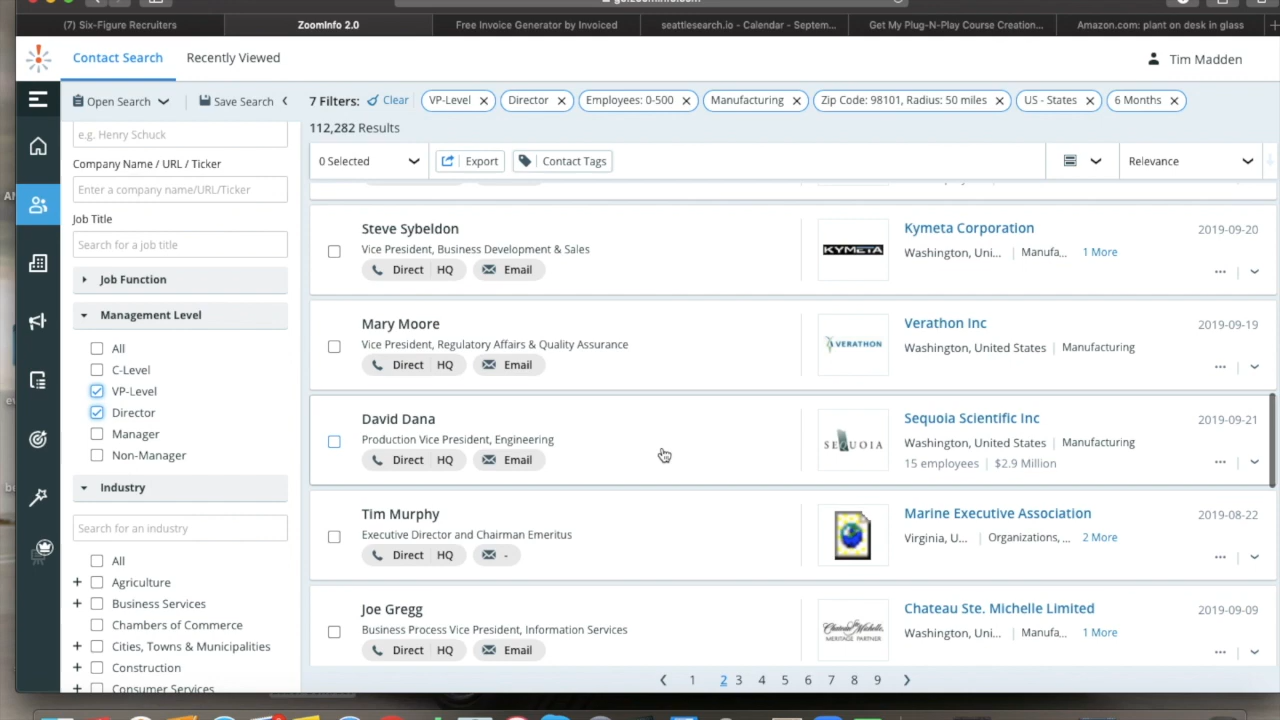 (7) Six-Figure Recruiters
ZoomInfo 2.0
Free Invoice Generator by Invoiced
seattlesearch.io - Calendar - Septem...
Get My Plug-N-Play Course Creation...
Amazon.com: plant on desk in glass
Contact Search
Recently Viewed
Tim Madden
Open Search
Save Search
7 Filters:
Clear
VP-Level
Director
Employees: 0-500
Manufacturing
Zip Code: 98101, Radius: 50 miles
US - States
6 Months
112,282 Results
0 Selected
Export
Contact Tags
Relevance
e.g. Henry Schuck
Company Name / URL / Ticker
Enter a company name/URL/Ticker
Job Title
Search for a job title
Job Function
Management Level
All
C-Level
VP-Level
Director
Manager
Non-Manager
Industry
Search for an industry
All
Agriculture
Business Services
Chambers of Commerce
Cities, Towns & Municipalities
Construction
Consumer Services
Steve Sybeldon
Vice President, Business Development & Sales
Direct HQ Email
KYMETA
Kymeta Corporation
Washington, Uni... | Manufa... 1 More
2019-09-20
Mary Moore
Vice President, Regulatory Affairs & Quality Assurance
Direct HQ Email
VERATHON
Verathon Inc
Washington, United States | Manufacturing
2019-09-19
David Dana
Production Vice President, Engineering
Direct HQ Email
SEQUOIA
Sequoia Scientific Inc
Washington, United States | Manufacturing
15 employees | $2.9 Million
2019-09-21
Tim Murphy
Executive Director and Chairman Emeritus
Direct HQ -
Marine Executive Association
Virginia, U... | Organizations, ... 2 More
2019-08-22
Joe Gregg
Business Process Vice President, Information Services
Direct HQ Email
Chateau Ste. Michelle Limited
Washington, Uni... | Manufa... 1 More
2019-09-09
1 2 3 4 5 6 7 8 9